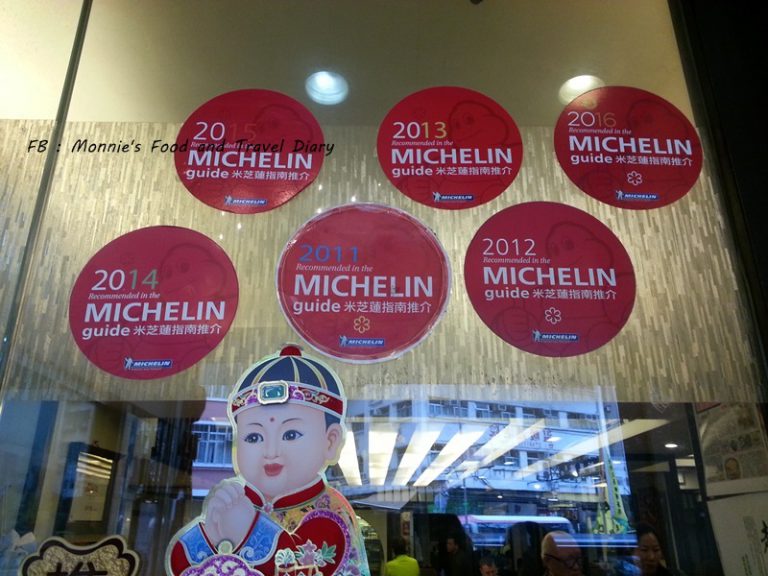 FB : Monnie's Food and Travel Diary
2015
Recommended in the
MICHELIN
guide 米芝蓮指南推介
MICHELIN
2013
Recommended in the
MICHELIN
guide 米芝蓮指南推介
MICHELIN
2016
Recommended in the
MICHELIN
guide 米芝蓮指南推介
MICHELIN
2014
Recommended in the
MICHELIN
guide 米芝蓮指南推介
MICHELIN
2011
Recommended in the
MICHELIN
guide 米芝蓮指南推介
MICHELIN
2012
Recommended in the
MICHELIN
guide 米芝蓮指南推介
MICHELIN